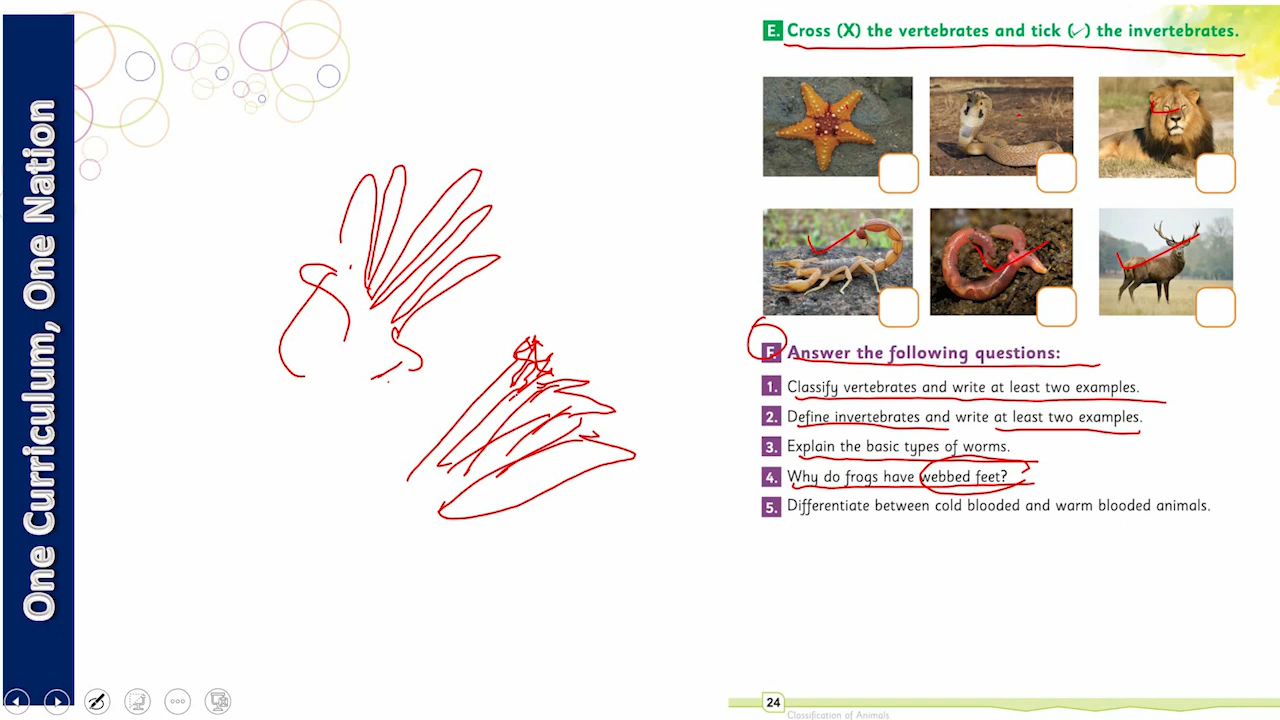 One Curriculum, One Nation
E. Cross (X) the vertebrates and tick (✓) the invertebrates.
F. Answer the following questions:
1. Classify vertebrates and write at least two examples.
2. Define invertebrates and write at least two examples.
3. Explain the basic types of worms.
4. Why do frogs have webbed feet?
5. Differentiate between cold blooded and warm blooded animals.
24
Classification of Animals